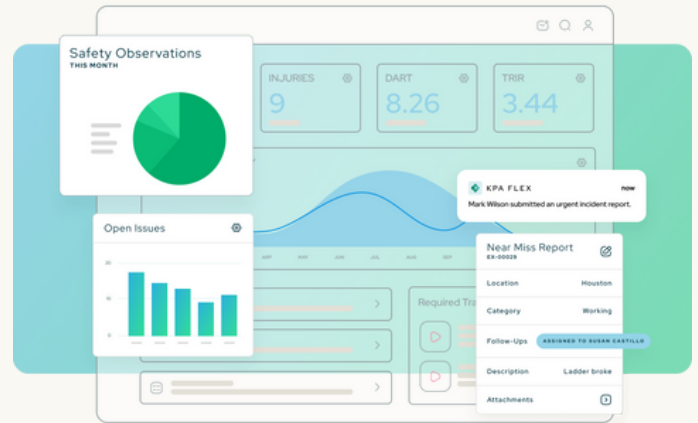 Safety Observations
THIS MONTH
INJURIES
9
DART
8.26
TRIR
3.44
KPA FLEX
now
Mark Wilson submitted an urgent incident report.
Open Issues
20
10
0
APR
MAY
JUN
JUL
AUG
SEP
Near Miss Report
EX-00029
Location
Houston
Category
Working
Follow-Ups
ASSIGNED TO SUSAN CASTILLO
Description
Ladder broke
Attachments
Required Tra